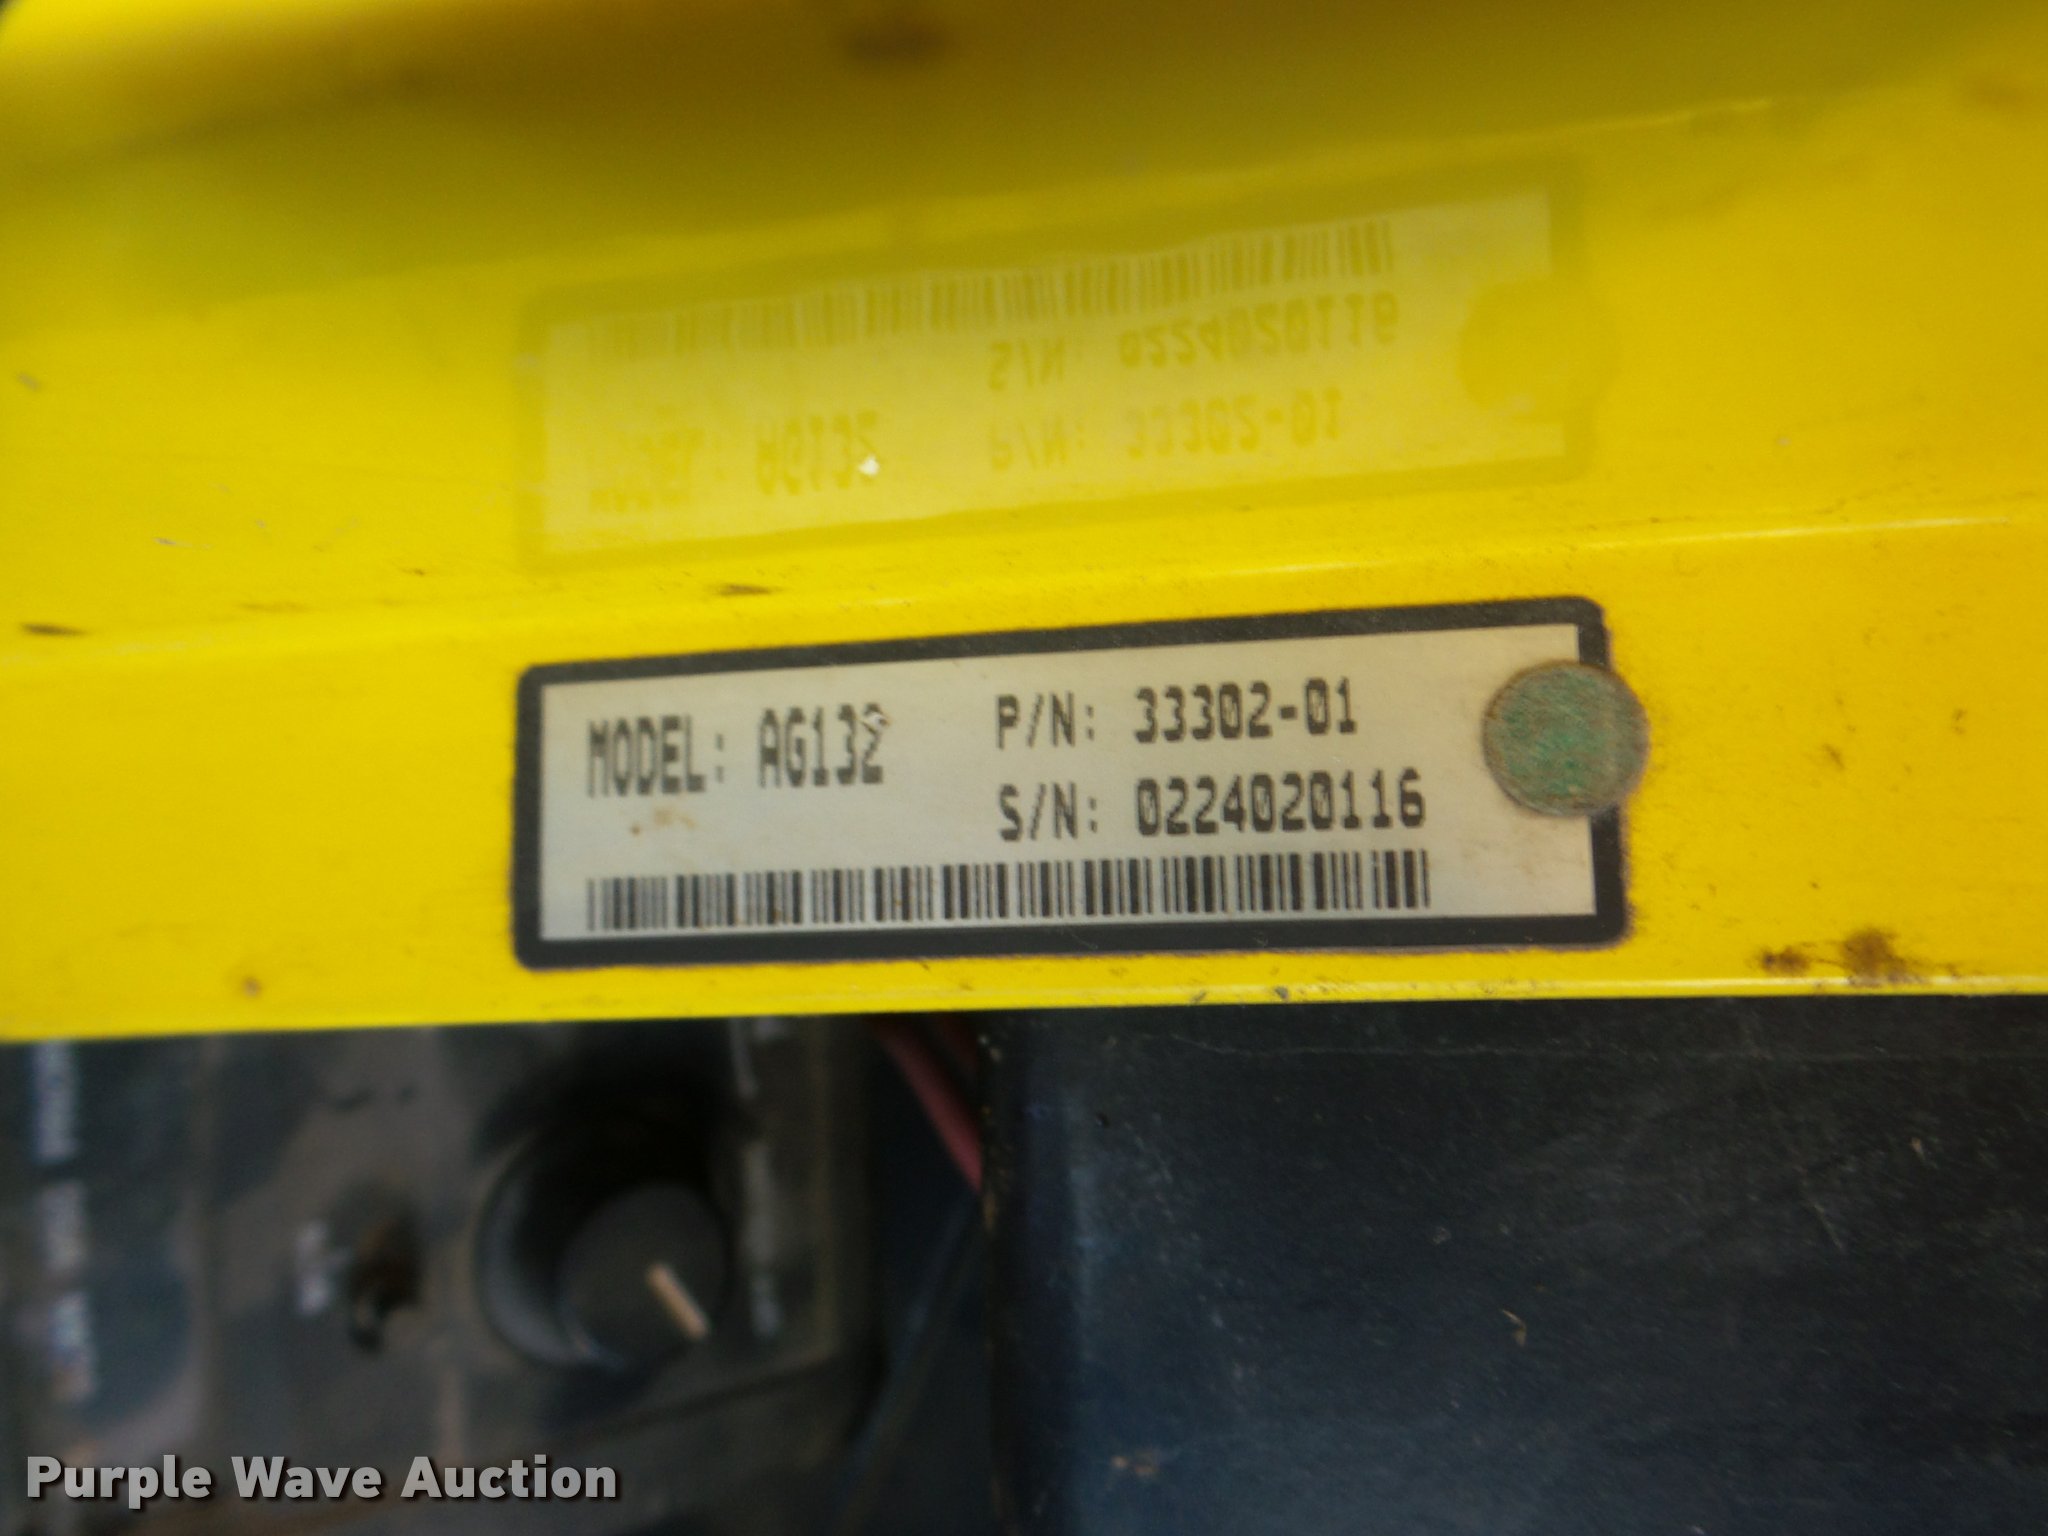 MODEL: AG132
P/N: 33302-01
S/N: 0224020116
Purple Wave Auction